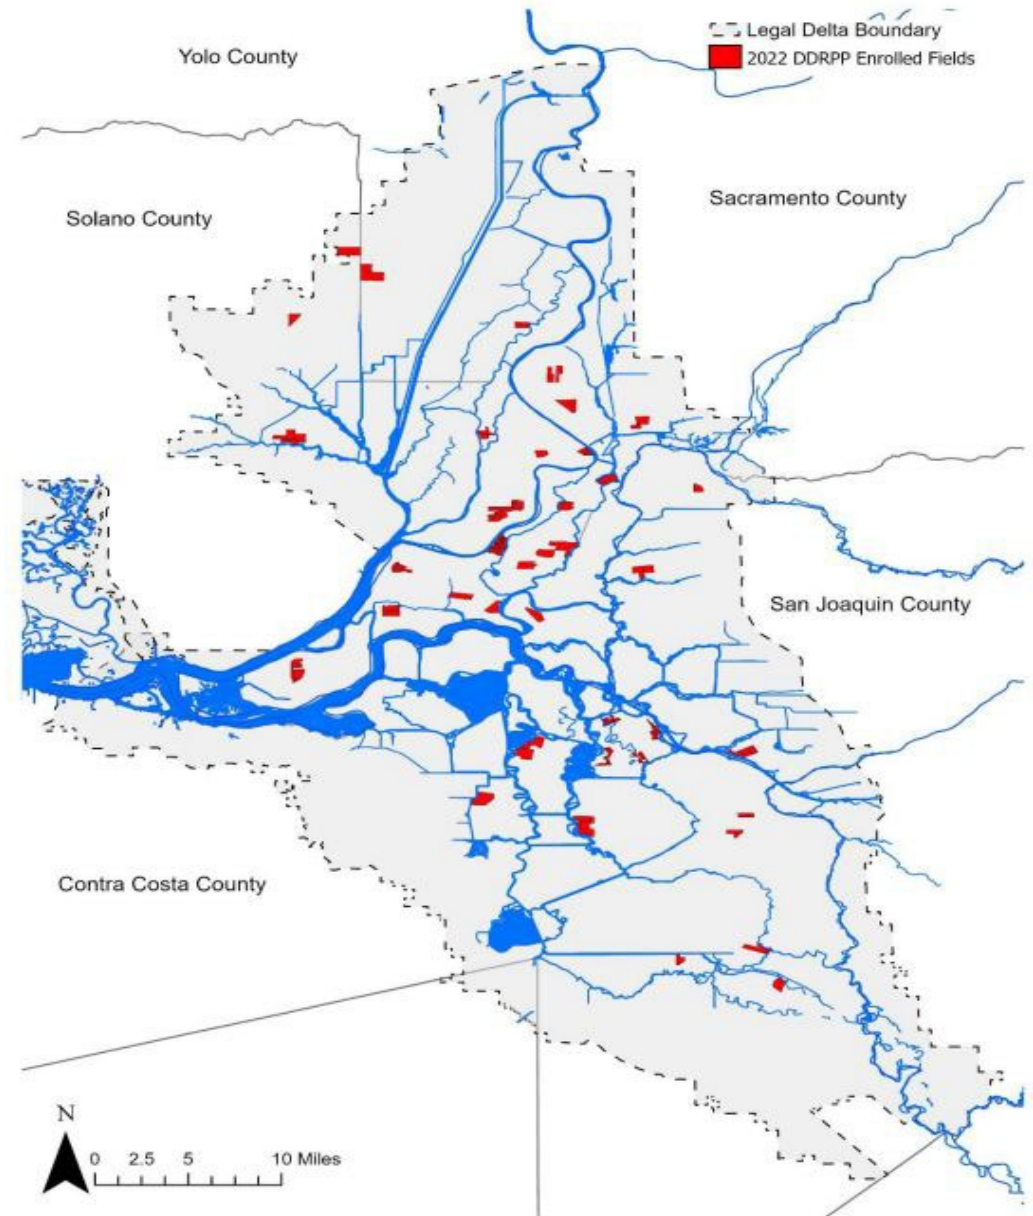 Legal Delta Boundary
2022 DDRPP Enrolled Fields
Yolo County
Sacramento County
Solano County
San Joaquin County
Contra Costa County
N
0 2.5 5 10 Miles